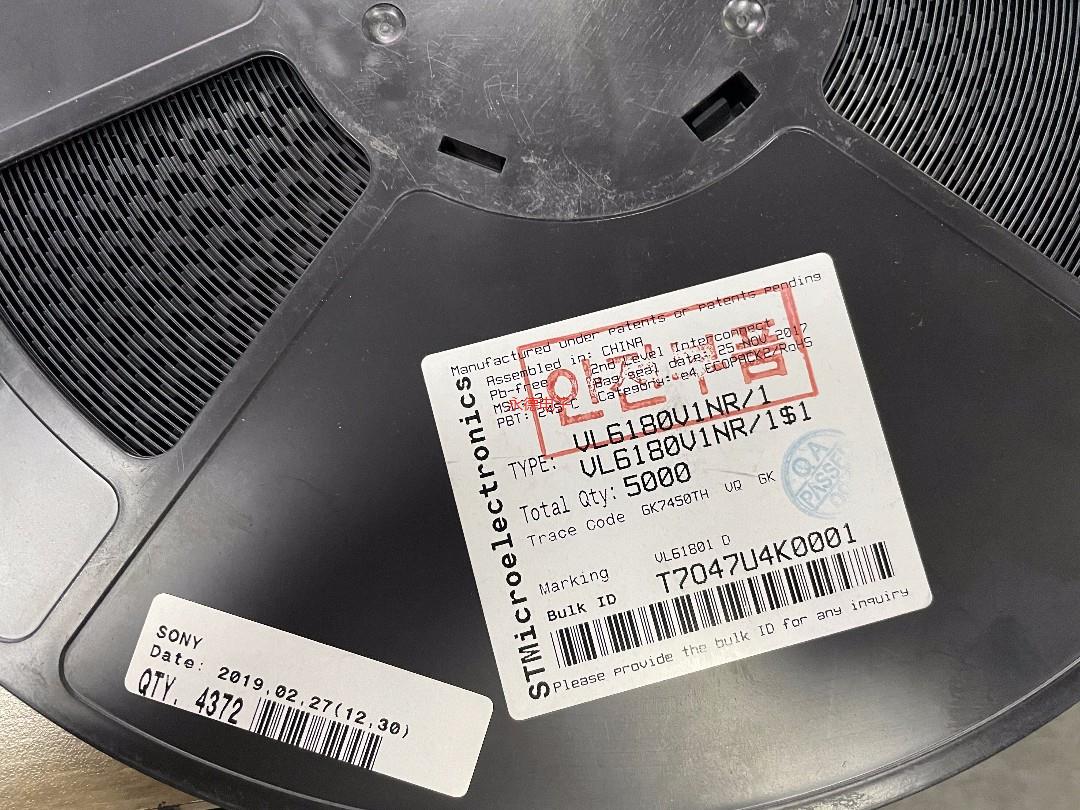 Manufactured under Patents or Patents pending
Assembled in: CHINA
Pb-free 2nd Level Interconnect
MSL: 3 Bag seal date: 25 NOV 2017
PBT: 245 C Category: e4 ECOPACK2/RoHS
TYPE: VL6180V1NR/1
VL6180V1NR/1$1
Total Qty: 5000
Trace Code GK7450TH VQ GK
Marking VL61801 D
Bulk ID T7047U4K0001
Please provide the bulk ID for any inquiry
STMicroelectronics
QA
PASSED
SONY
Date: 2019.02.27(12.30)
QTY. 4372